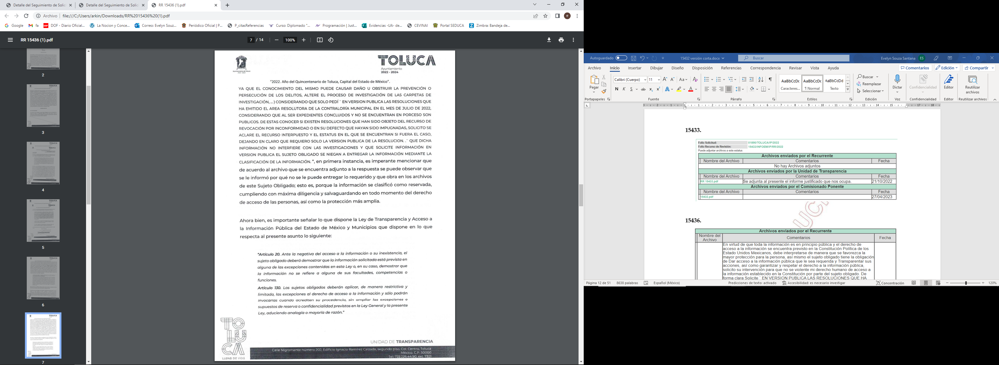 Detalle del Seguimiento de Solic
Detalle del Seguimiento de Solic
RR 15436 (1).pdf
Archivo
file:///C:/Users/arkin/Downloads/RR%2015436%20(1).pdf
Google
fa
DOF - Diario Oficial...
La Nocion y Conce...
Correo: Evelyn Souz...
Periódico Oficial | P...
P_citasReferencias
Curso: Diplomado "...
Programación | Just...
Evidencias -UA- de...
CEVINAI
Portal SEDUCA
Zimbra: Bandeja de...
RR 15436 (1).pdf
7 / 14
100%
2
3
4
5
6
7
TOLUCA
Ayuntamiento
2022 - 2024
"2022. Año del Quincentenario de Toluca, Capital del Estado de México".
YA QUE EL CONOCIMIENTO DEL MISMO PUEDE CAUSAR DAÑO U OBSTRUIR LA PREVENCIÓN O
PERSECUCIÓN DE LOS DELITOS, ALTERE EL PROCESO DE INVESTIGACIÓN DE LAS CARPETAS DE
INVESTIGACIÓN, ... ) CONSIDERANDO QUE SOLO PEDÍ ¨ EN VERSION PUBLICA LAS RESOLUCIONES QUE
HA EMITIDO EL AREA RESOLUTORA DE LA CONTRALORÍA MUNICIPAL EN EL MES DE JULIO DE 2022,
CONSIDERANDO QUE AL SER EXPEDIENTES CONCLUIDOS Y NO SE ENCUENTRAN EN PORCESO SON
PUBLICOS. DE ESTAS CONOCER SI EXISTEN RESOLUCIONES QUE HAN SIDO OBJETO DEL RECURSO DE
REVOCACIÓN POR INCONFORMIDAD O EN SU DEFECTO QUE HAYAN SIDO IMPUGNADAS, SOLICITO SE
ACLARE EL RECURSO INTERPUESTO Y EL ESTATUS EN EL QUE SE ENCUENTRAN SI FUERA EL CASO,
DEJANDO EN CLARO QUE REQUIERO SOLO LA VERSION PUBLICA DE LA RESOLUCION. .¨ QUE DICHA
INFORMACIÓN NO INTERFIERE CON LAS INVESTIGACIONES Y QUE SOLICITE INFORMACIÓN EN
VERSION PUBLICA EL SUJETO OBLIGADO SE NIEGAN A ENTREGAR LA INFORMACIÓN MEDIANTE LA
CLASIFICACIÓN DE LA INFORMACIÓN. “, en primera instancia, es imperante mencionar que
de acuerdo al archivo que se encuentra adjunto a la respuesta se puede observar que
se le informó por qué no se le puede entregar lo requerido y que obra en los archivos
de este Sujeto Obligado; esto es, porque la información se clasificó como reservada,
cumpliendo con máxima diligencia y salvaguardando en todo momento del derecho
de acceso de las personas, así como la protección más amplia.
Ahora bien, es importante señalar lo que dispone la Ley de Transparencia y Acceso a
la Información Pública del Estado de México y Municipios que dispone en lo que
respecta al presente asunto lo siguiente:
“Artículo 20. Ante la negativa del acceso a la información o su inexistencia, el
sujeto obligado deberá demostrar que la información solicitada está prevista en
alguna de las excepciones contenidas en esta Ley o, en su caso, demostrar que
la información no se refiere a alguna de sus facultades, competencias o
funciones.
Artículo 130. Los sujetos obligados deberán aplicar, de manera restrictiva y
limitada, las excepciones al derecho de acceso a la información y sólo podrán
invocarlas cuando acrediten su procedencia, sin ampliar las excepciones o
supuestos de reserva o confidencialidad previstos en la Ley General y la presente
Ley, aduciendo analogía o mayoría de razón.”
TO
LU
CA
LLENA DE VIDA
UNIDAD DE TRANSPARENCIA
Calle Nigromante número 202, Edificio Ignacio Ramírez Calzada, segundo piso, Col. Centro, Toluca
México. C.P. 50000
Tel: 722.226.44.90, ext. 7321
Autoguardado
15432 versión corta.docx
Buscar
Evelyn Souza Santana
ES
Archivo
Inicio
Insertar
Dibujar
Diseño
Disposición
Referencias
Correspondencia
Revisar
Vista
Ayuda
Comentarios
Edición
Compartir
Pegar
Calibri (Cuerpo)
11
N K S ab x₂ x²
AaBbCcDc
Caracteres...
AaBbCcDc
¶ Normal
AaBbCcDd
Texto
Buscar
Reemplazar
Seleccionar
Dictar
Confidencialidad
Editor
Reutilizar
archivos
Portapapeles
Fuente
Párrafo
Estilos
Edición
Voz
Confidencialidad
Editor
Reutilizar archivos
15433.
Folio Solicitud: 01890/TOLUCA/IP/2022
Folio Recurso de Revisión: 15433/INFOEM/IP/RR/2022
Puede adjuntar archivos a este estatus
Archivos enviados por el Recurrente
Nombre del Archivo Comentarios Fecha
No hay Archivos adjuntos
Archivos enviados por la Unidad de Transparencia
Nombre del Archivo Comentarios Fecha
RR 15433.pdf Se adjunta al presente el informe justificado que nos ocupa. 21/10/2022
Archivos enviados por el Comisionado Ponente
Nombre del Archivo Comentarios Fecha
15432.pdf 27/04/2023
15436.
Archivos enviados por el Recurrente
Nombre del
Archivo
Comentarios
Fecha
En virtud de que toda la información es en principio pública y el derecho de
acceso a la información se encuentra previsto en la Constitución Política de los
Estado Unidos Mexicanos, debe interpretarse de manera que se favorezca la
mayor protección para la persona, así mismo el sujeto obligado tiene la obligación
de Dar acceso a la información pública que le sea requerida y Transparentar sus
acciones, así como garantizar y respetar el derecho a la información pública,
solicito su intervención para que no se violente mi derecho humano de acceso a
la información establecido en la Constitución por parte del sujeto obligado. De
forma clara Solicite ¨ EN VERSION PUBLICA LAS RESOLUCIONES QUE HA
Página 12 de 51
8638 palabras
Español (México)
Predicciones de texto: activado
Accesibilidad: es necesario investigar
Concentración
120%